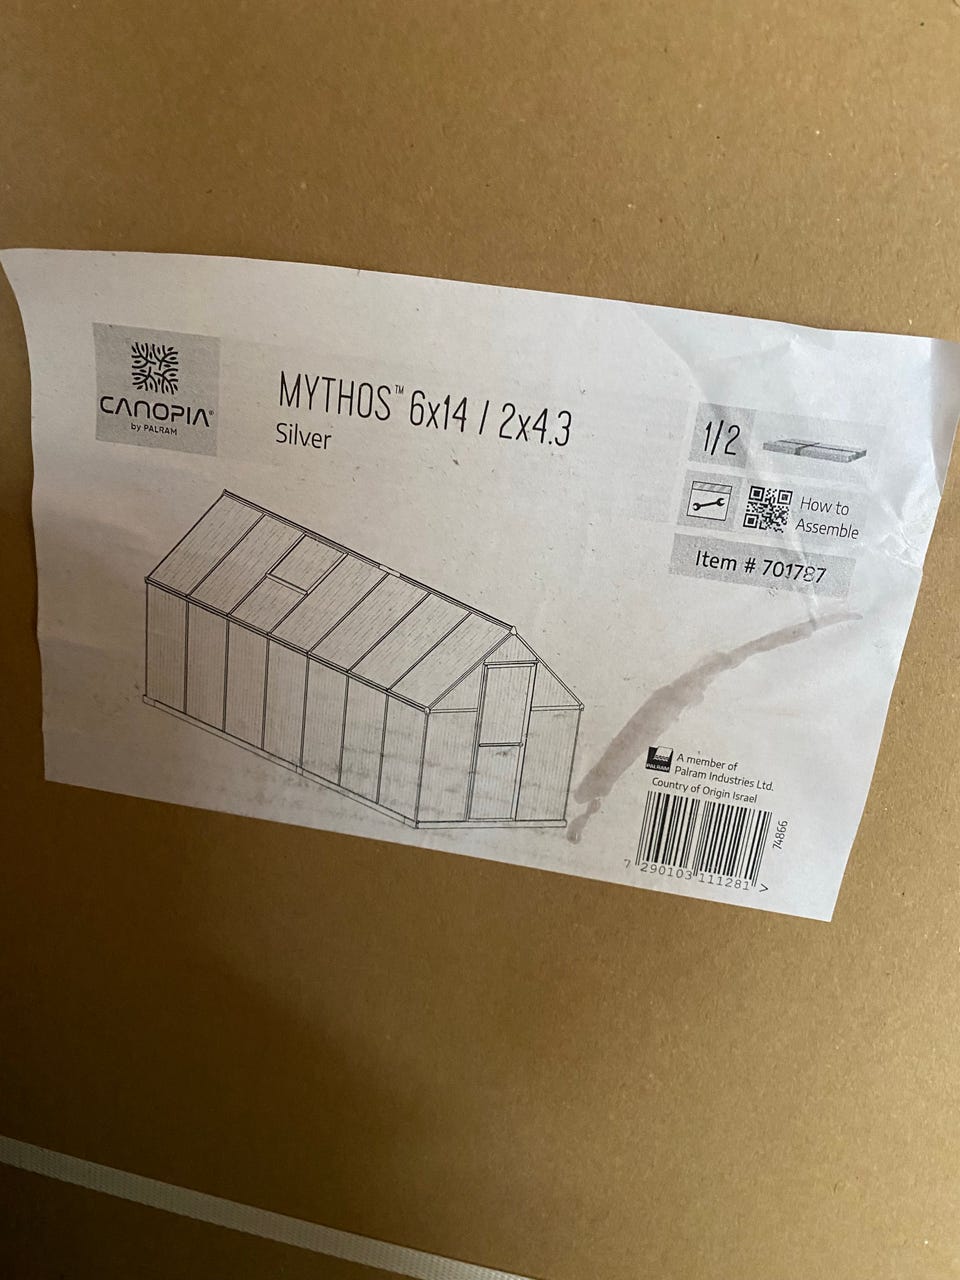 CANOPIA®
by PALRAM
MYTHOS™ 6x14 / 2x4.3
Silver
1/2
How to
Assemble
Item # 701787
PALRAM
A member of
Palram Industries Ltd.
Country of Origin Israel
74866
7 290103 111281 >